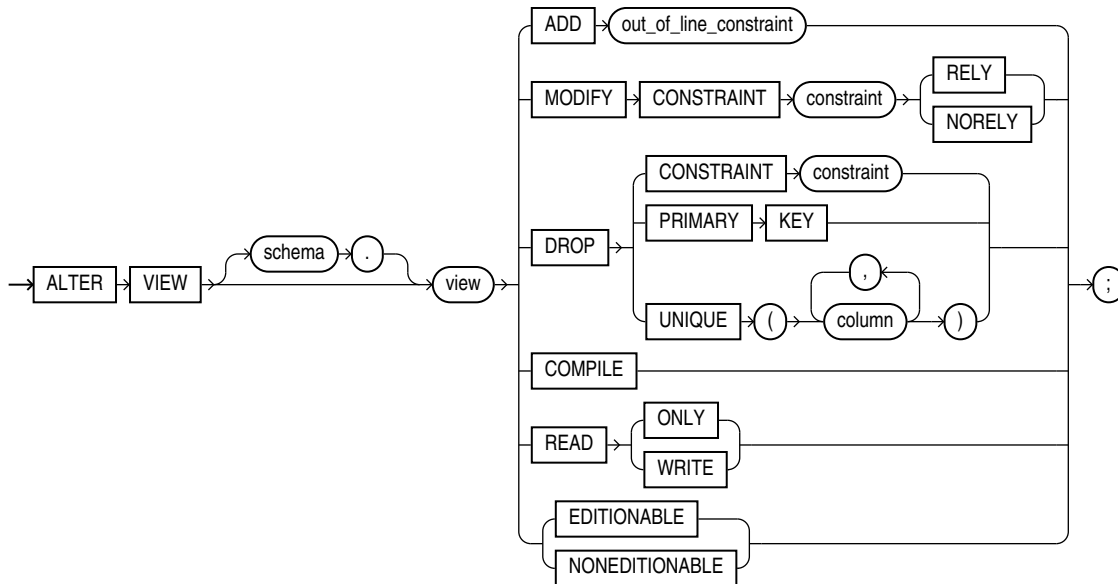 ADD out_of_line_constraint
RELY
MODIFY CONSTRAINT constraint
NORELY
CONSTRAINT constraint
PRIMARY KEY
DROP
schema .
ALTER VIEW view ;
,
UNIQUE ( column )
COMPILE
ONLY
READ
WRITE
EDITIONABLE
NONEDITIONABLE